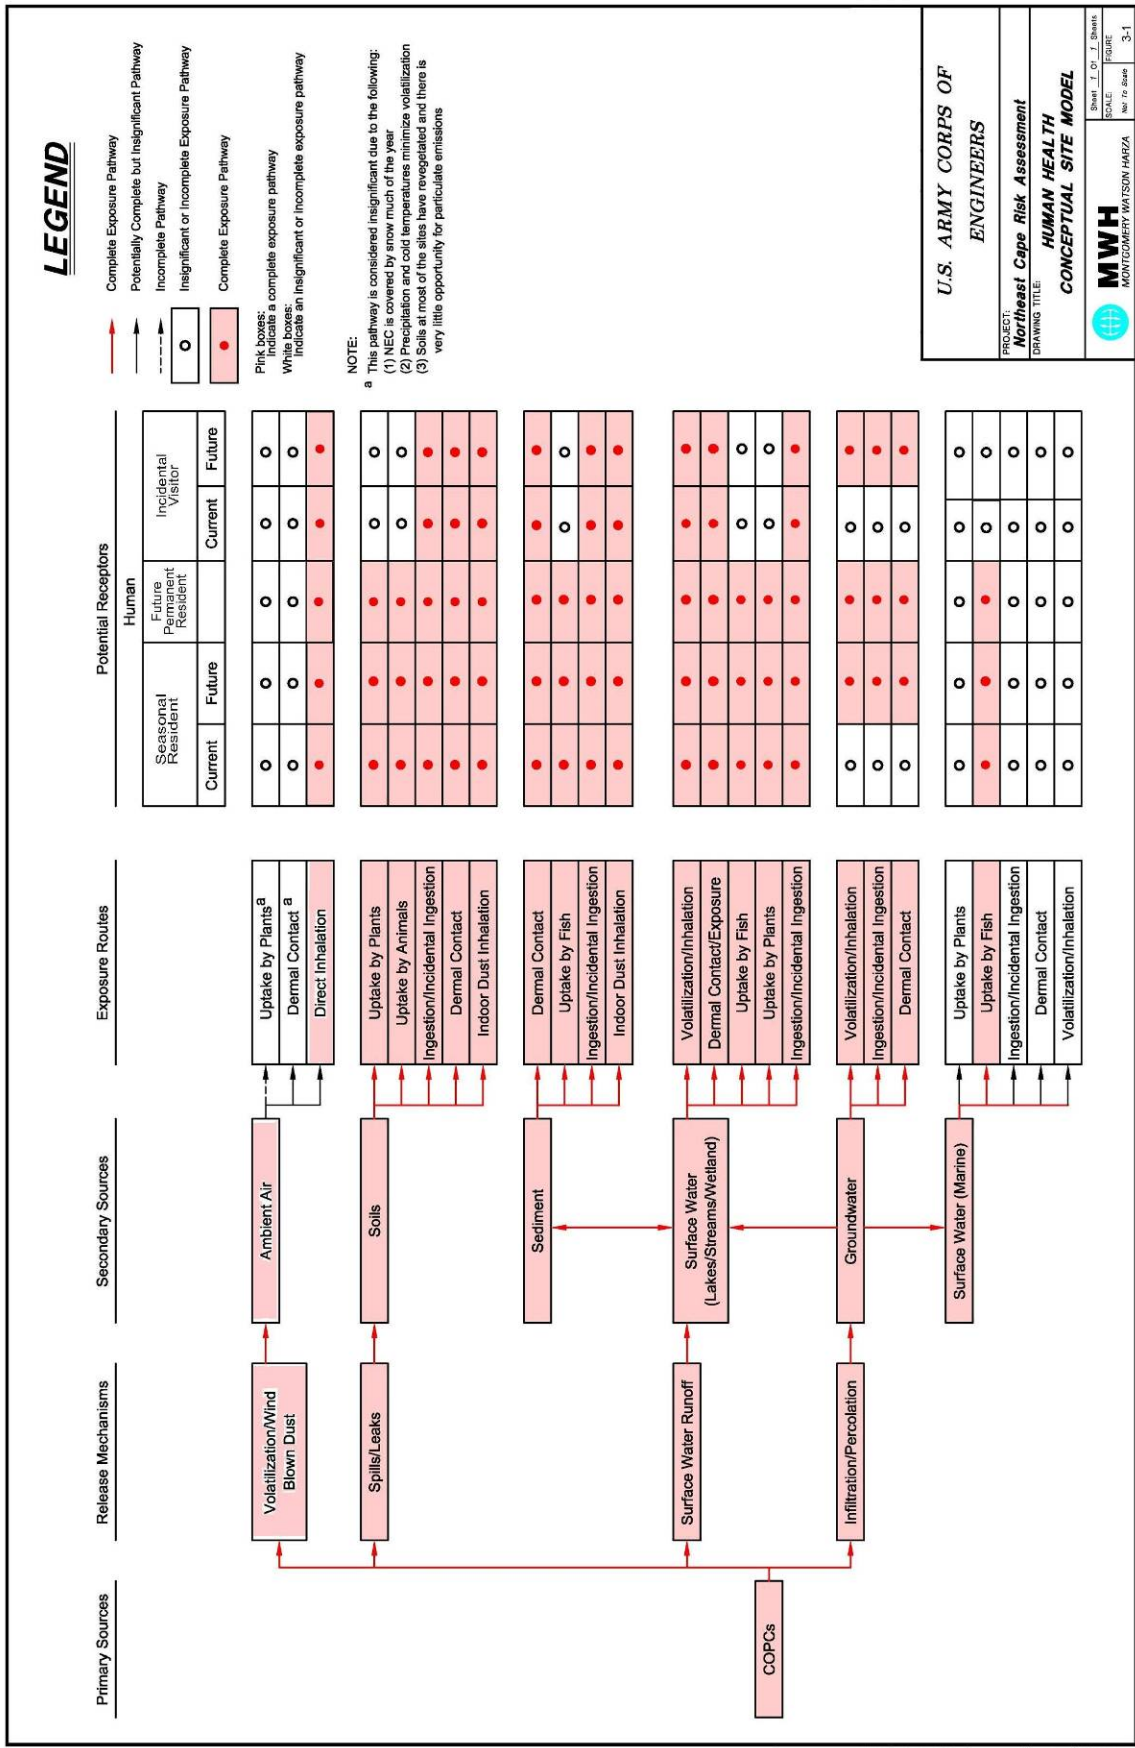 LEGEND
Complete Exposure Pathway
Potentially Complete but Insignificant Pathway
Incomplete Pathway
Insignificant or Incomplete Exposure Pathway
Complete Exposure Pathway
Pink boxes:
Indicate a complete exposure pathway
White boxes:
Indicate an insignificant or incomplete exposure pathway
NOTE:
a This pathway is considered insignificant due to the following:
(1) NEC is covered by snow much of the year
(2) Precipitation and cold temperatures minimize volatilization
(3) Soils at most of the sites have revegetated and there is
very little opportunity for particulate emissions
Primary Sources
Release Mechanisms
Secondary Sources
Exposure Routes
Potential Receptors
Human
Seasonal
Resident
Future
Permanent
Resident
Incidental
Visitor
Current
Future
Current
Future
COPCs
Volatilization/Wind
Blown Dust
Ambient Air
Uptake by Plants a
Dermal Contact a
Direct Inhalation
Spills/Leaks
Soils
Uptake by Plants
Uptake by Animals
Ingestion/Incidental Ingestion
Dermal Contact
Indoor Dust Inhalation
Sediment
Dermal Contact
Uptake by Fish
Ingestion/Incidental Ingestion
Indoor Dust Inhalation
Surface Water Runoff
Surface Water
(Lakes/Streams/Wetland)
Volatilization/Inhalation
Dermal Contact/Exposure
Uptake by Fish
Uptake by Plants
Ingestion/Incidental Ingestion
Infiltration/Percolation
Groundwater
Volatilization/Inhalation
Ingestion/Incidental Ingestion
Dermal Contact
Surface Water (Marine)
Uptake by Plants
Uptake by Fish
Ingestion/Incidental Ingestion
Dermal Contact
Volatilization/Inhalation
U.S. ARMY CORPS OF
ENGINEERS
PROJECT:
Northeast Cape Risk Assessment
DRAWING TITLE:
HUMAN HEALTH
CONCEPTUAL SITE MODEL
MWH
MONTGOMERY WATSON HARZA
Sheet 1 Of 1 Sheets
SCALE:
Not To Scale
FIGURE
3-1